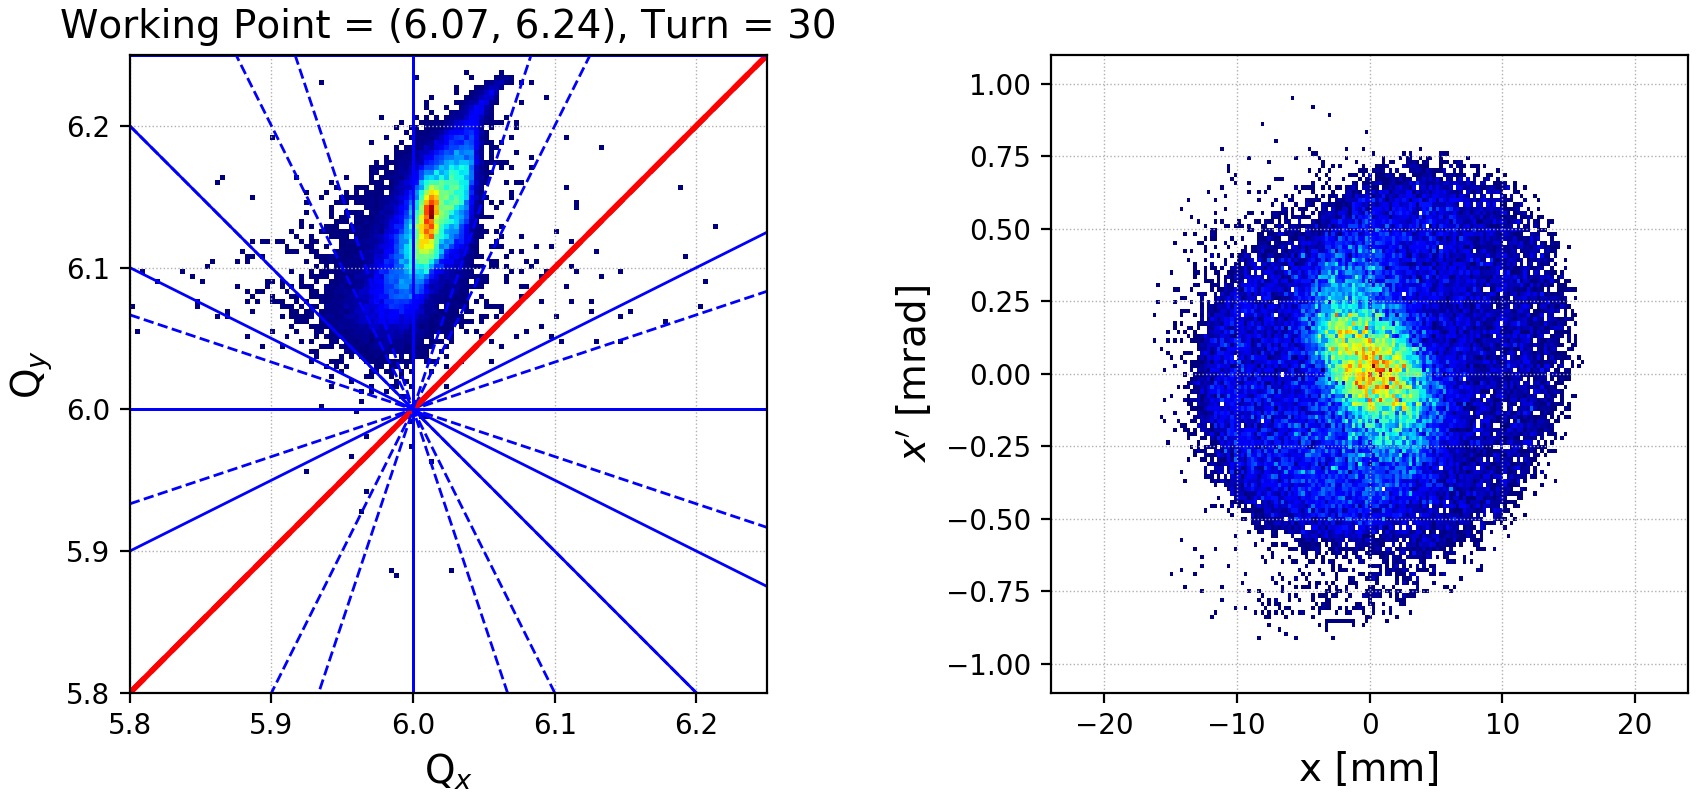 Working Point = (6.07, 6.24), Turn = 30
6.2
6.1
6.0
5.9
5.8
Q_y
5.8 5.9 6.0 6.1 6.2
Q_x
1.00
0.75
0.50
0.25
0.00
−0.25
−0.50
−0.75
−1.00
x′ [mrad]
−20 −10 0 10 20
x [mm]